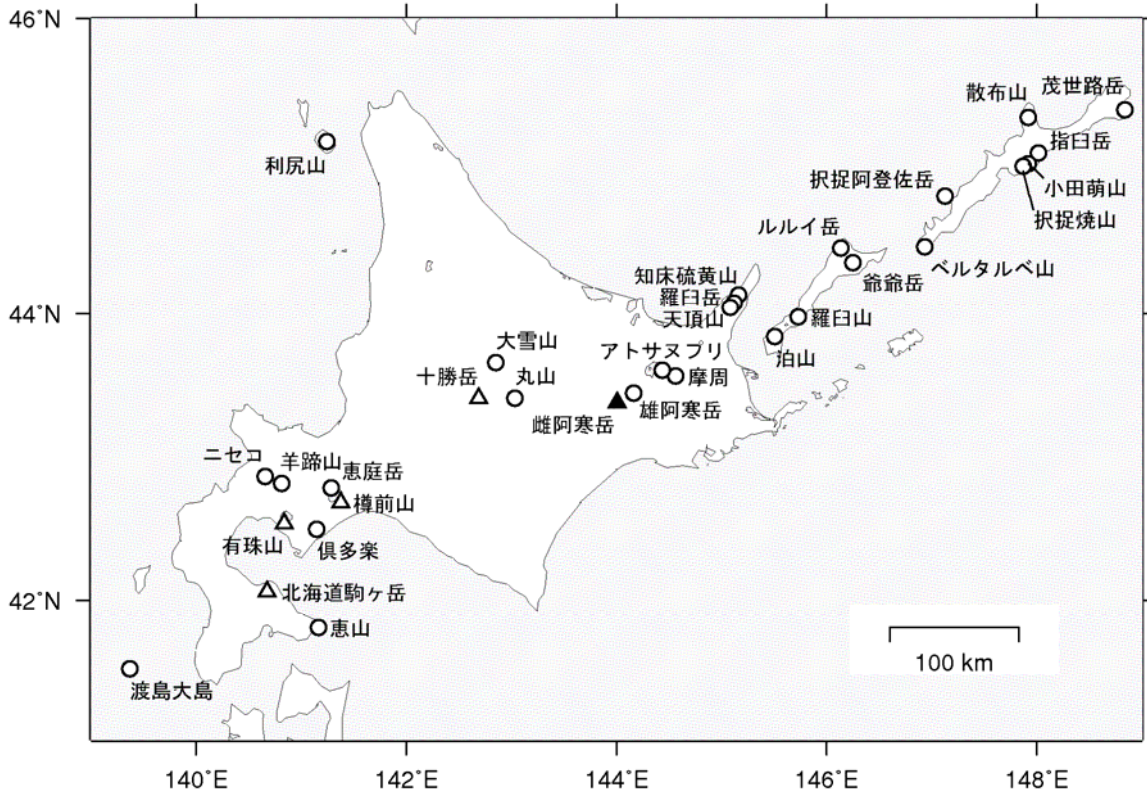 46°N
茂世路岳
散布山
指臼岳
利尻山
択捉阿登佐岳
小田萌山
択捉焼山
ルルイ岳
ベルタルベ山
知床硫黄山
爺爺岳
羅臼岳
44°N
天頂山
羅臼山
大雪山
アトサヌプリ
泊山
十勝岳
丸山
摩周
雌阿寒岳
雄阿寒岳
ニセコ
羊蹄山
恵庭岳
樽前山
有珠山
倶多楽
42°N
北海道駒ヶ岳
恵山
100 km
渡島大島
140°E
142°E
144°E
146°E
148°E